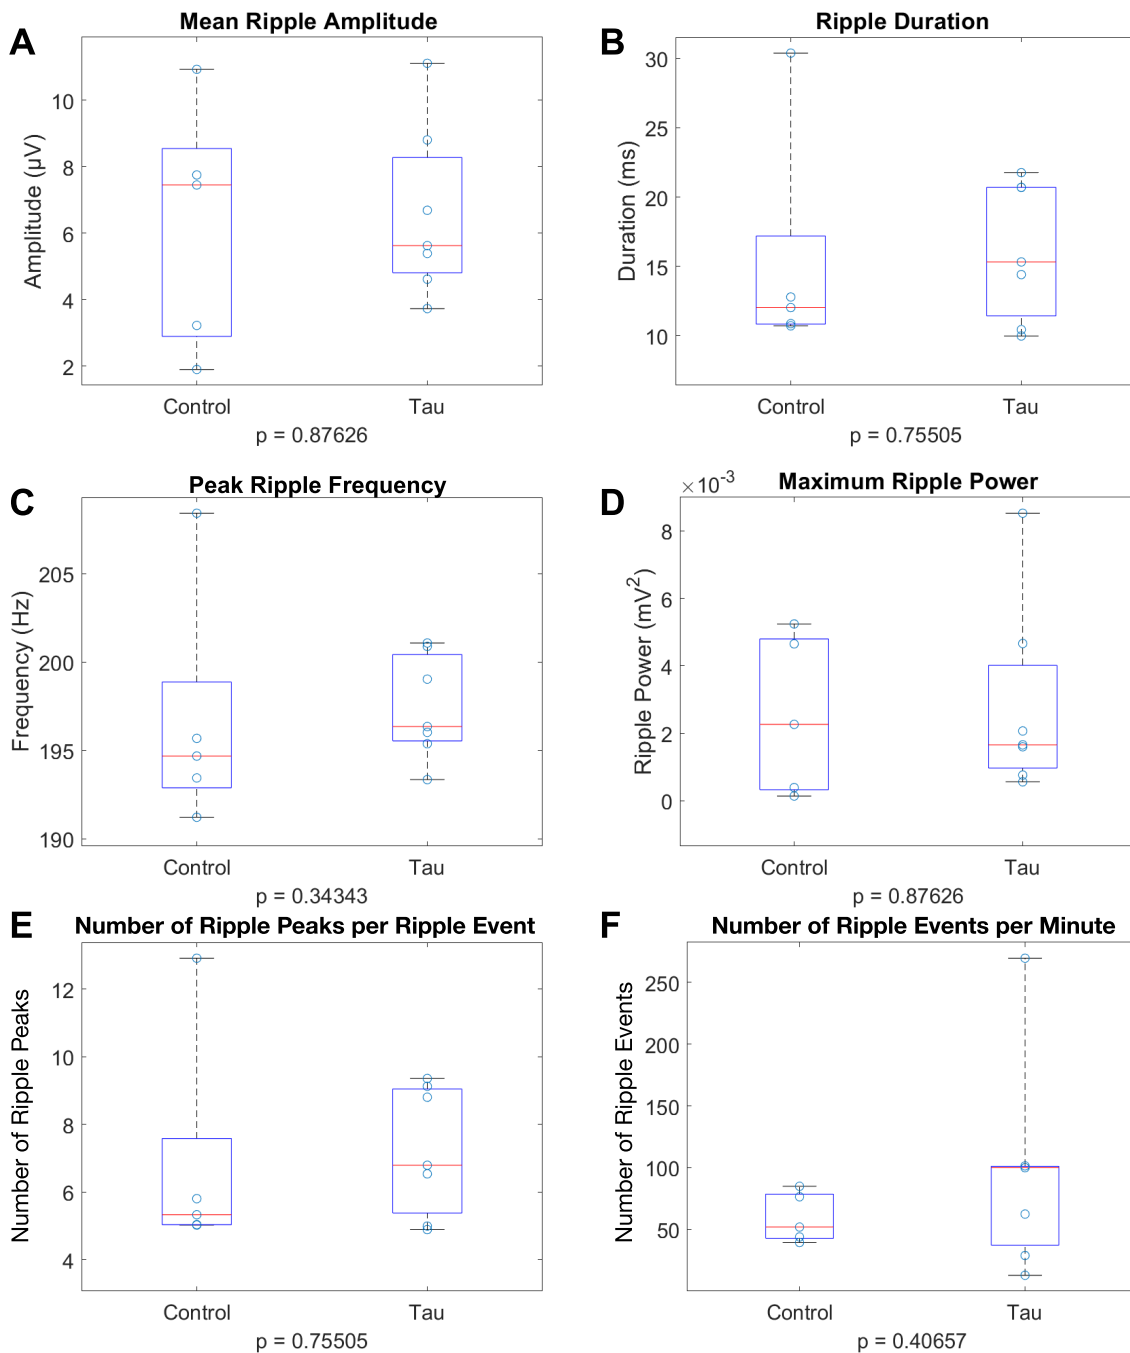 A
Mean Ripple Amplitude
Amplitude (µV)
10
8
6
4
2
Control
Tau
p = 0.87626
B
Ripple Duration
Duration (ms)
30
25
20
15
10
Control
Tau
p = 0.75505
C
Peak Ripple Frequency
Frequency (Hz)
205
200
195
190
Control
Tau
p = 0.34343
D
Maximum Ripple Power
×10⁻³
Ripple Power (mV²)
8
6
4
2
0
Control
Tau
p = 0.87626
E
Number of Ripple Peaks per Ripple Event
Number of Ripple Peaks
12
10
8
6
4
Control
Tau
p = 0.75505
F
Number of Ripple Events per Minute
Number of Ripple Events
250
200
150
100
50
Control
Tau
p = 0.40657